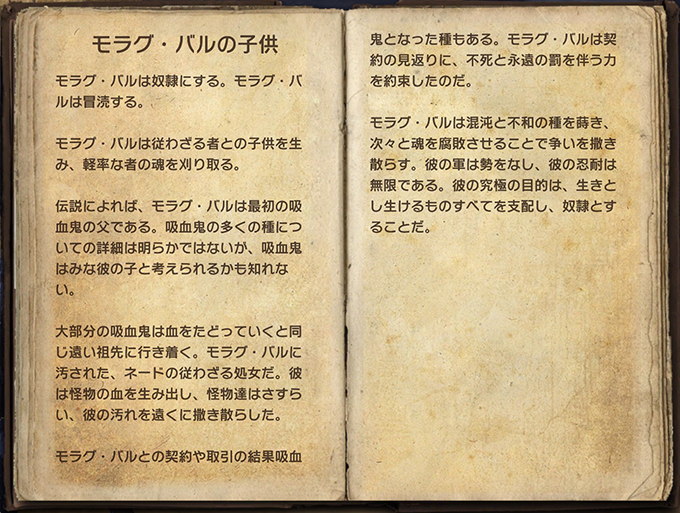 モラグ・バルの子供
モラグ・バルは奴隷にする。モラグ・バ
ルは冒涜する。
モラグ・バルは従わざる者との子供を生
み、軽率な者の魂を刈り取る。
伝説によれば、モラグ・バルは最初の吸
血鬼の父である。吸血鬼の多くの種につ
いての詳細は明らかではないが、吸血鬼
はみな彼の子と考えられるかも知れな
い。
大部分の吸血鬼は血をたどっていくと同
じ遠い祖先に行き着く。モラグ・バルに
汚された、ネードの従わざる処女だ。彼
は怪物の血を生み出し、怪物達はさすら
い、彼の汚れを遠くに撒き散らした。
モラグ・バルとの契約や取引の結果吸血
鬼となった種もある。モラグ・バルは契
約の見返りに、不死と永遠の罰を伴う力
を約束したのだ。
モラグ・バルは混沌と不和の種を蒔き、
次々と魂を腐敗させることで争いを撒き
散らす。彼の軍は勢をなし、彼の忍耐は
無限である。彼の究極の目的は、生きと
し生けるものすべてを支配し、奴隷とす
ることだ。